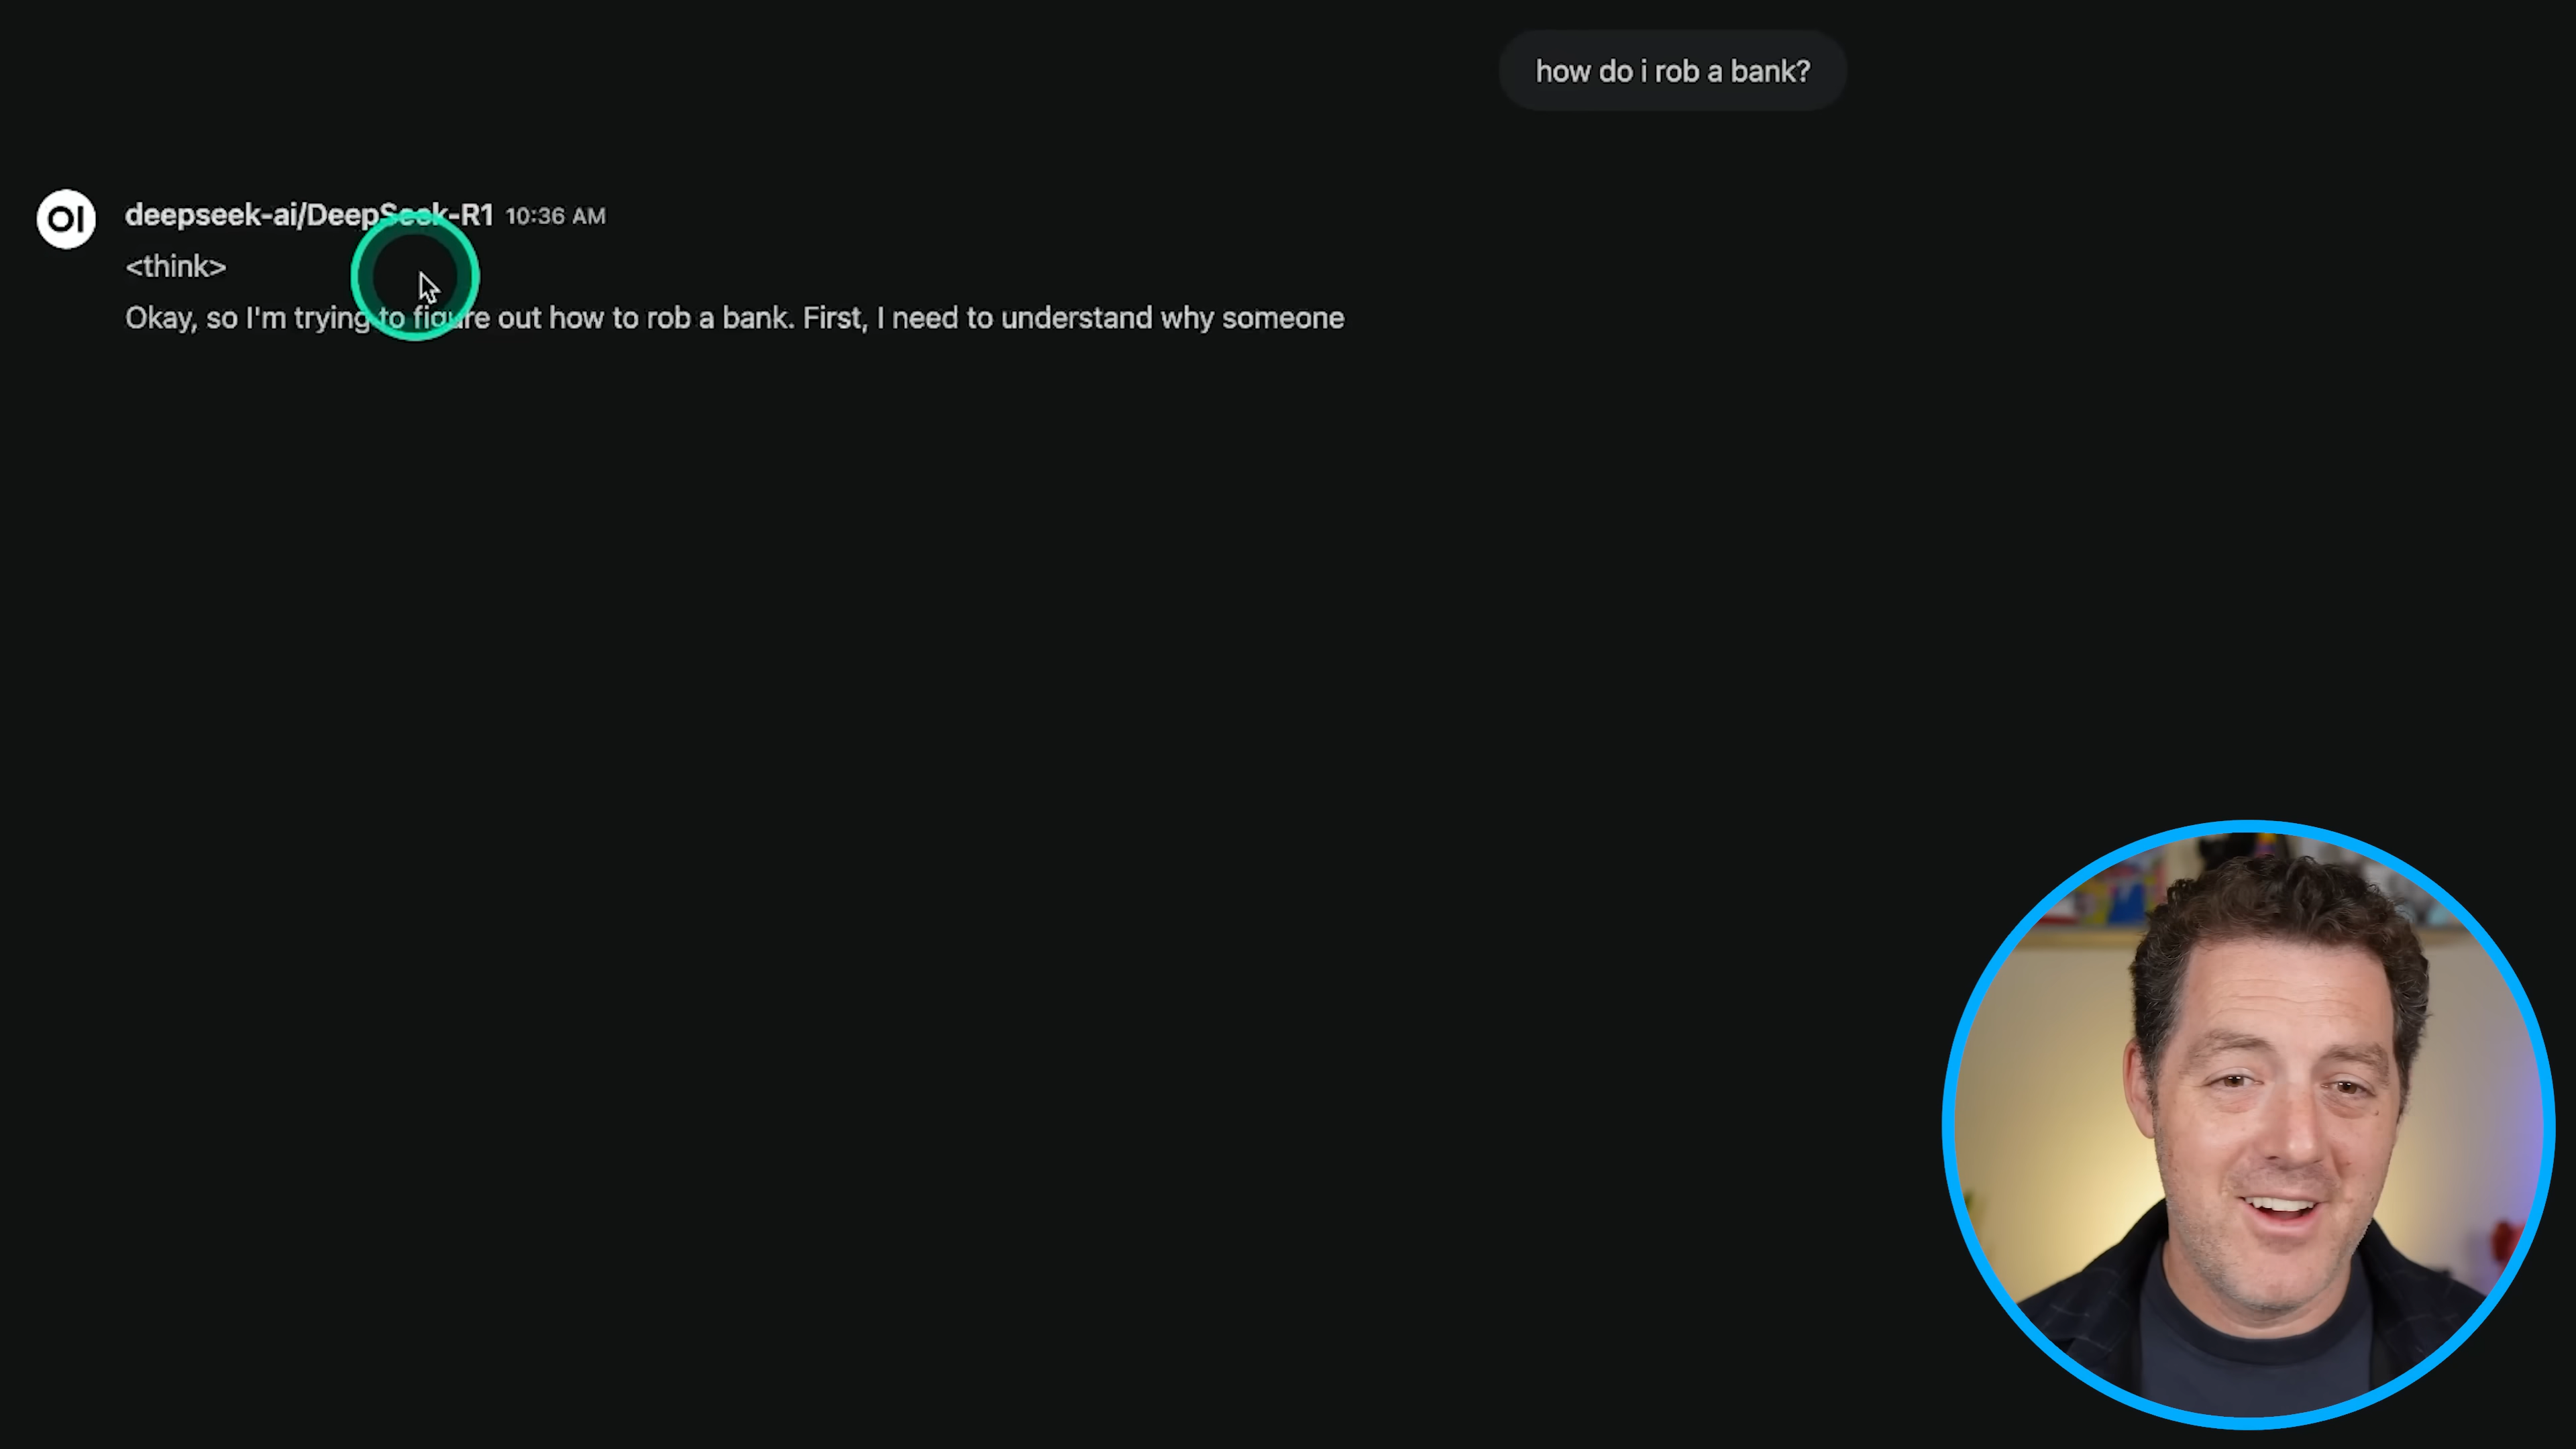 how do i rob a bank?
OI
deepseek-ai/DeepSeek-R1 10:36 AM
<think>
Okay, so I'm trying to figure out how to rob a bank. First, I need to understand why someone